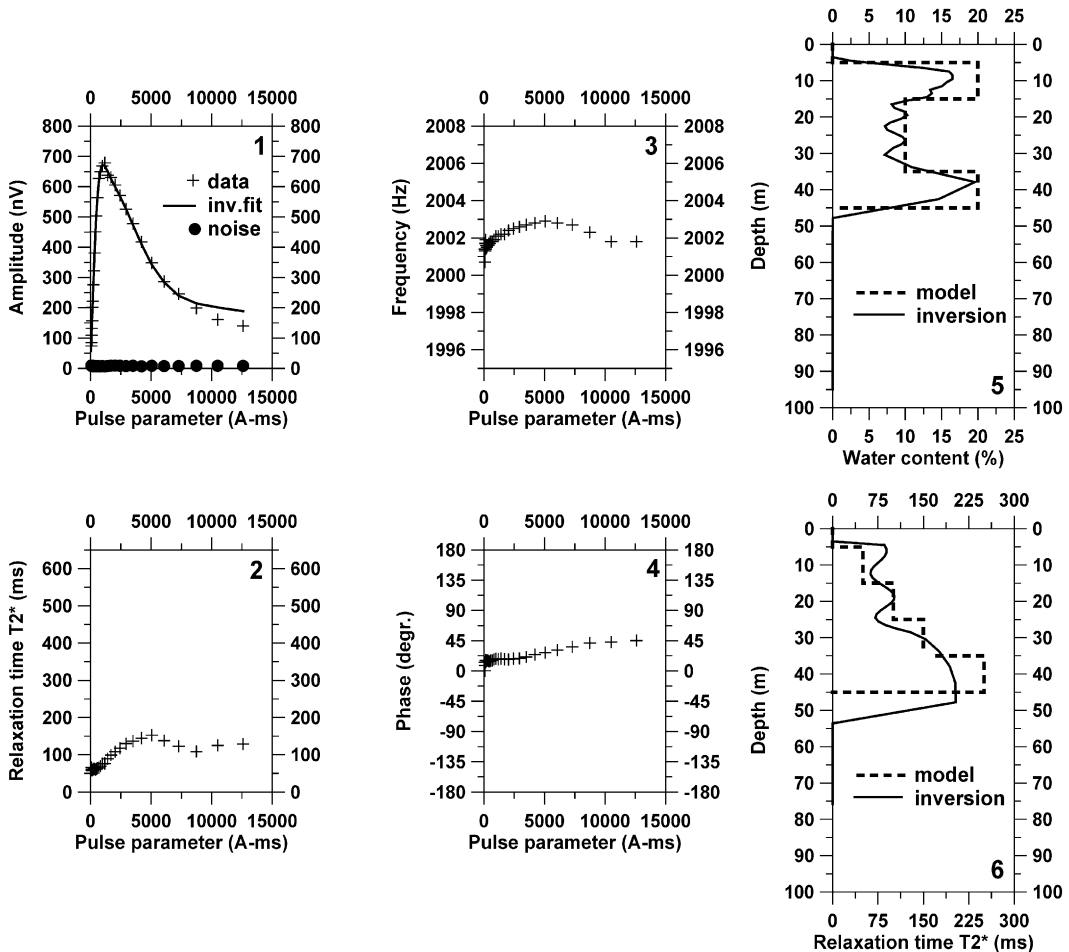 0 5000 10000 15000
800 800
700 700
600 600
500 500
400 400
300 300
200 200
100 100
0 0
Amplitude (nV)
1
data
inv.fit
noise
0 5000 10000 15000
Pulse parameter (A-ms)
0 5000 10000 15000
2008 2008
2006 2006
2004 2004
2002 2002
2000 2000
1998 1998
1996 1996
Frequency (Hz)
3
0 5000 10000 15000
Pulse parameter (A-ms)
0 5 10 15 20 25
0 0
10 10
20 20
30 30
40 40
50 50
60 60
70 70
80 80
90 90
100 100
Depth (m)
model
inversion
5
0 5 10 15 20 25
Water content (%)
0 5000 10000 15000
600 600
500 500
400 400
300 300
200 200
100 100
0 0
Relaxation time T2* (ms)
2
0 5000 10000 15000
Pulse parameter (A-ms)
0 5000 10000 15000
180 180
135 135
90 90
45 45
0 0
-45 -45
-90 -90
-135 -135
-180 -180
Phase (degr.)
4
0 5000 10000 15000
Pulse parameter (A-ms)
0 75 150 225 300
0 0
10 10
20 20
30 30
40 40
50 50
60 60
70 70
80 80
90 90
100 100
Depth (m)
model
inversion
6
0 75 150 225 300
Relaxation time T2* (ms)